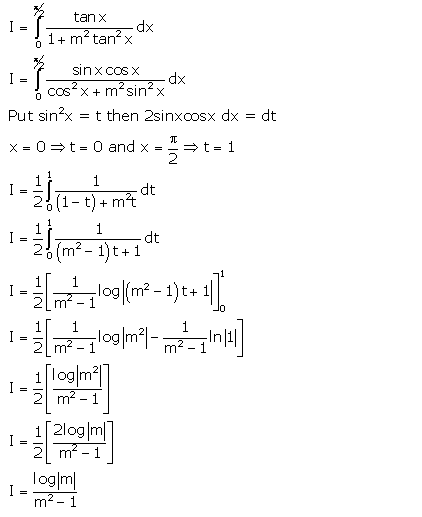 I = ∫₀^(π/2) tan x / (1 + m² tan² x) dx
I = ∫₀^(π/2) sin x cos x / (cos² x + m² sin² x) dx
Put sin²x = t then 2sinxcosx dx = dt
x = 0 ⇒ t = 0 and x = π/2 ⇒ t = 1
I = 1/2 ∫₀¹ 1 / ((1 − t) + m²t) dt
I = 1/2 ∫₀¹ 1 / ((m² − 1) t + 1) dt
I = 1/2 [ 1/(m² − 1) log|(m² − 1) t + 1| ]₀¹
I = 1/2 [ 1/(m² − 1) log|m²| − 1/(m² − 1) ln|1| ]
I = 1/2 [ log|m²| / (m² − 1) ]
I = 1/2 [ 2log|m| / (m² − 1) ]
I = log|m| / (m² − 1)